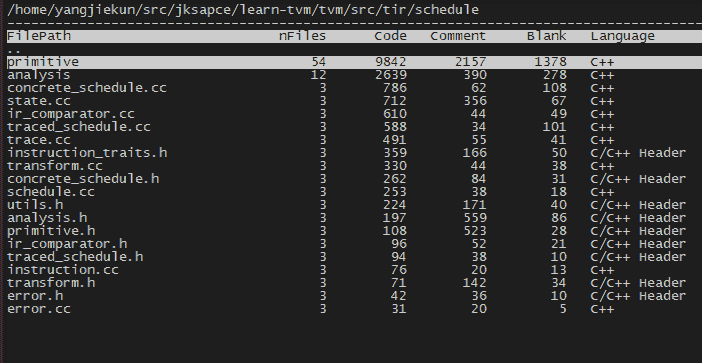 /home/yangjiekun/src/jksapce/learn-tvm/tvm/src/tir/schedule
FilePath nFiles Code Comment Blank Language
..
primitive 54 9842 2157 1378 C++
analysis 12 2639 390 278 C++
concrete_schedule.cc 3 786 62 108 C++
state.cc 3 712 356 67 C++
ir_comparator.cc 3 610 44 49 C++
traced_schedule.cc 3 588 34 101 C++
trace.cc 3 491 55 41 C++
instruction_traits.h 3 359 166 50 C/C++ Header
transform.cc 3 330 44 38 C++
concrete_schedule.h 3 262 84 31 C/C++ Header
schedule.cc 3 253 38 18 C++
utils.h 3 224 171 40 C/C++ Header
analysis.h 3 197 559 86 C/C++ Header
primitive.h 3 108 523 28 C/C++ Header
ir_comparator.h 3 96 52 21 C/C++ Header
traced_schedule.h 3 94 38 10 C/C++ Header
instruction.cc 3 76 20 13 C++
transform.h 3 71 142 34 C/C++ Header
error.h 3 42 36 10 C/C++ Header
error.cc 3 31 20 5 C++